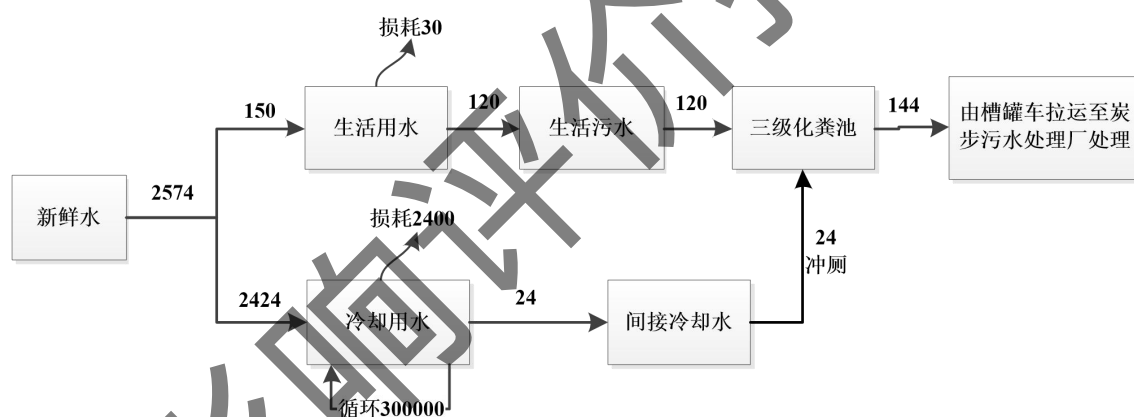 损耗30
150
生活用水
120
生活污水
120
三级化粪池
144
由槽罐车拉运至炭
步污水处理厂处理
新鲜水
2574
损耗2400
2424
冷却用水
24
间接冷却水
24
冲厕
循环300000
响评价